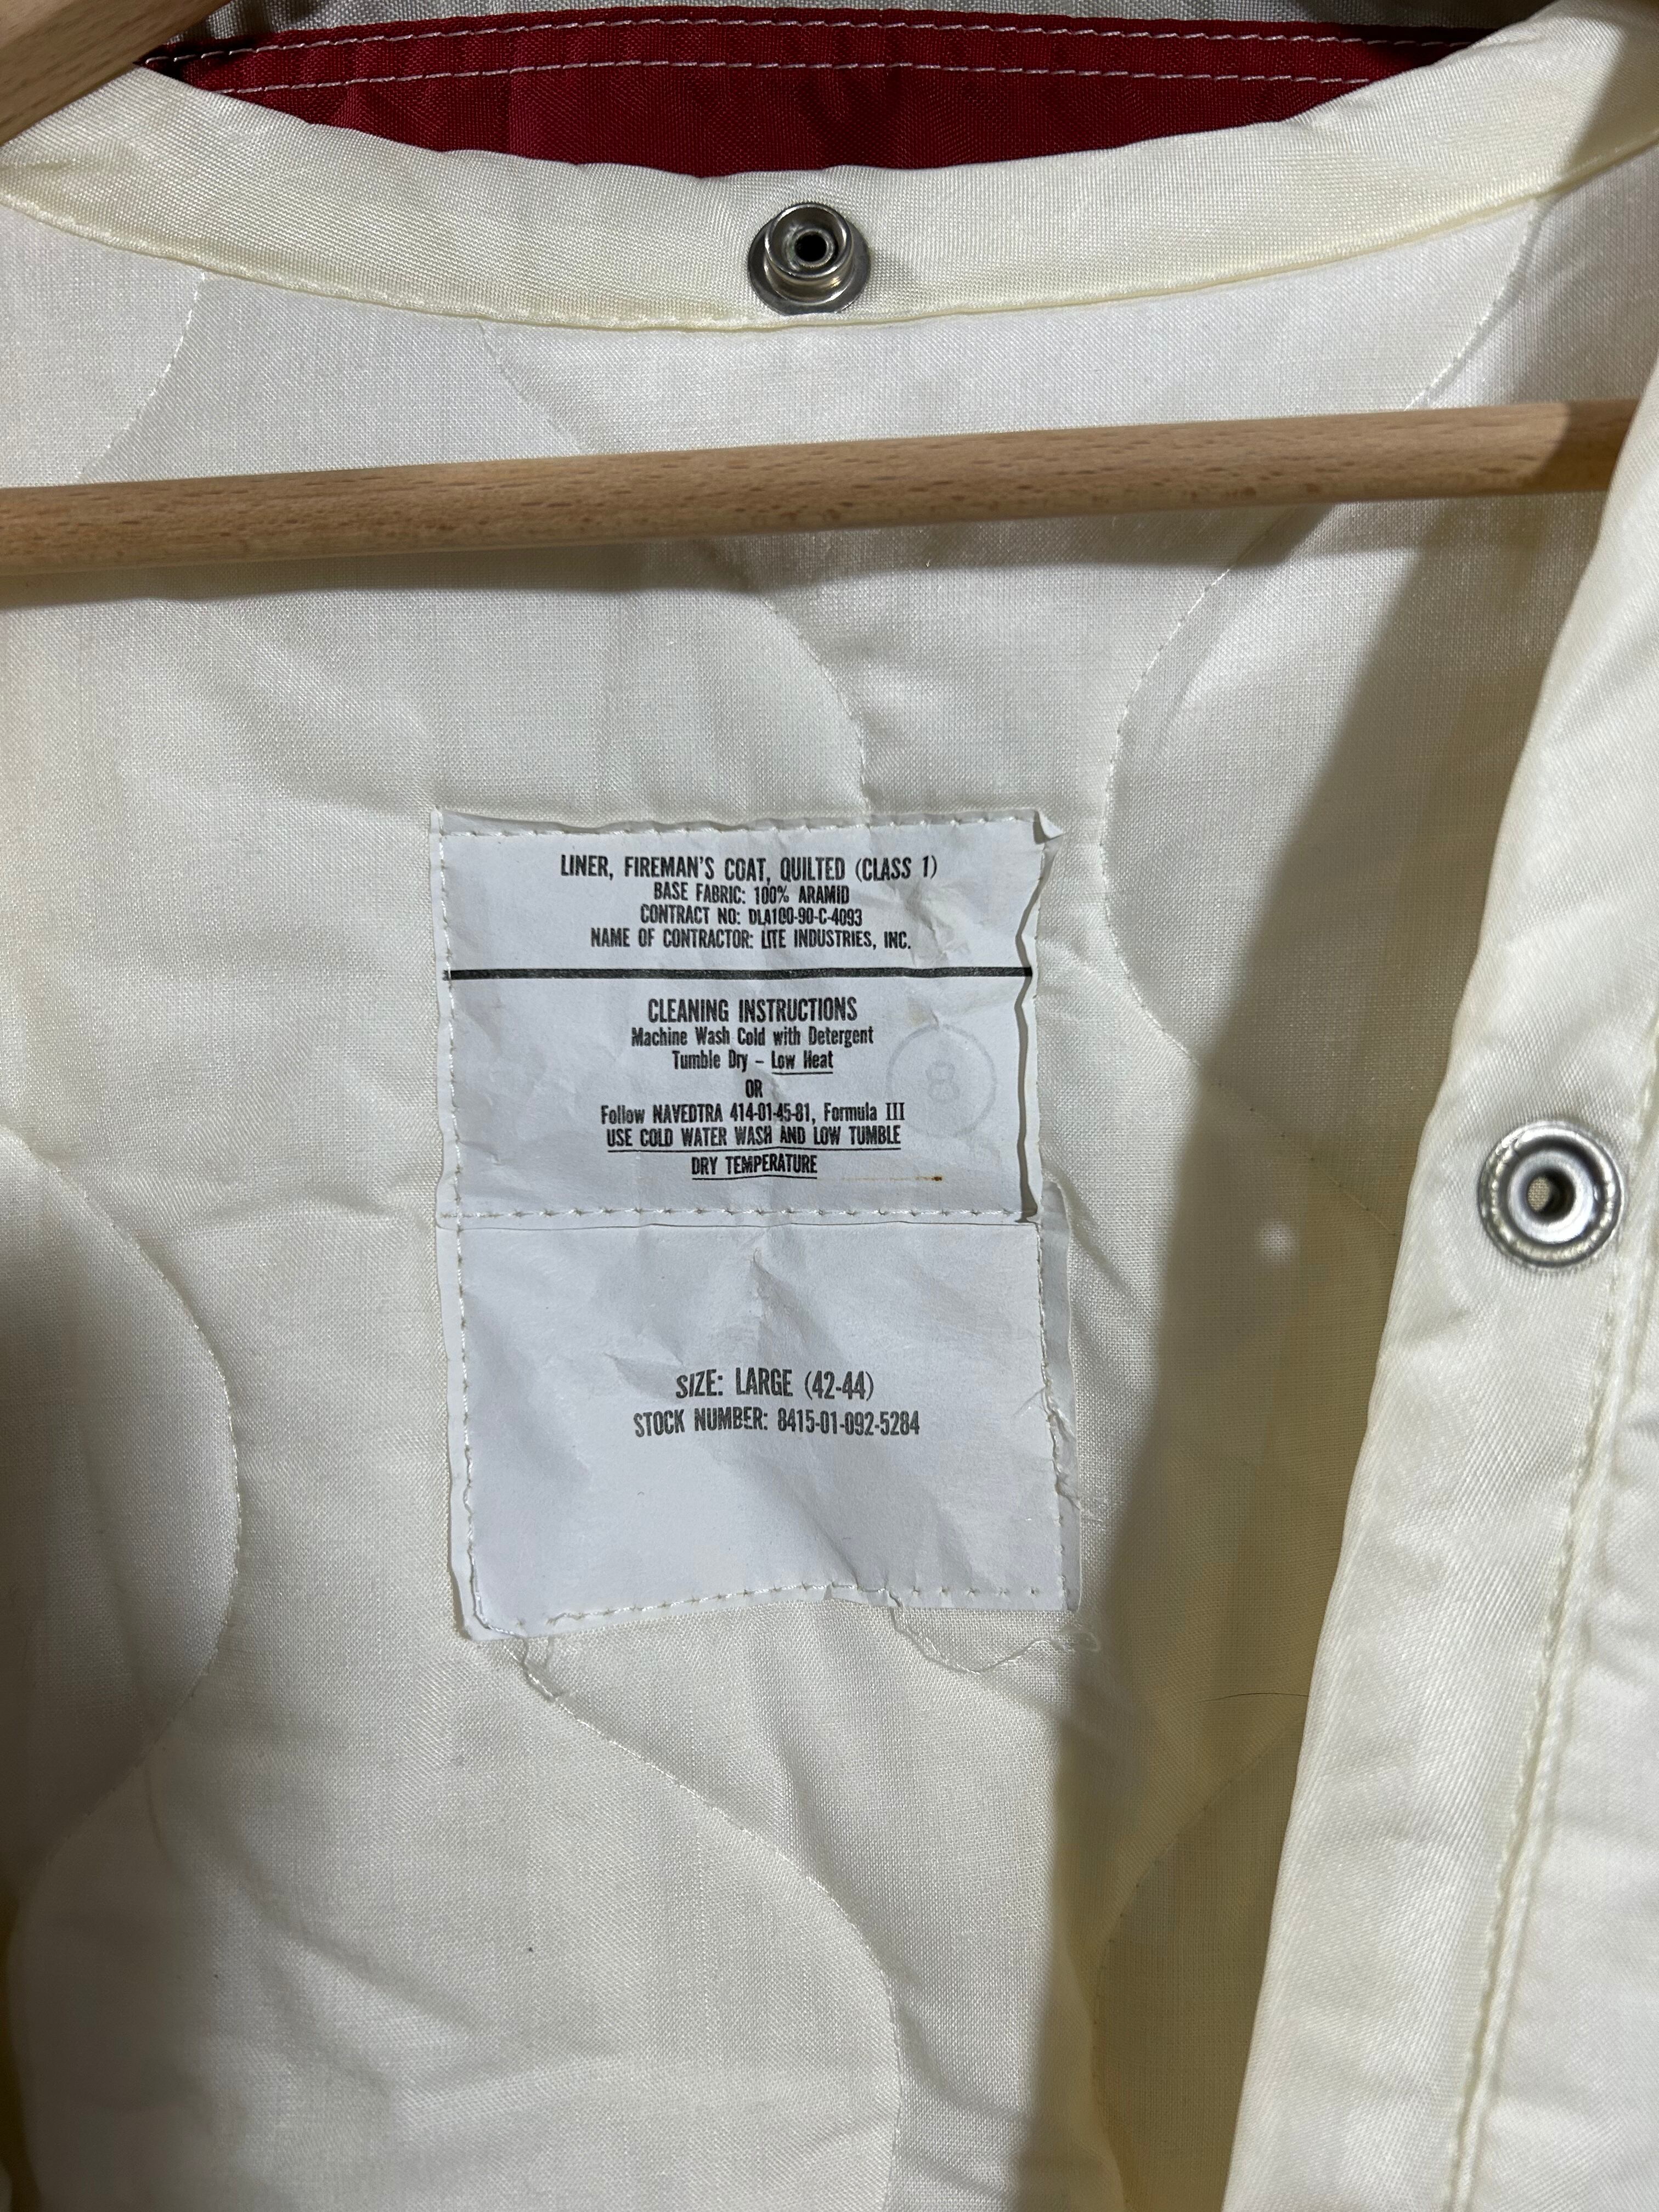 LINER, FIREMAN'S COAT, QUILTED (CLASS 1)
BASE FABRIC: 100% ARAMID
CONTRACT NO: DLA100-90-C-4093
NAME OF CONTRACTOR: LITE INDUSTRIES, INC.
CLEANING INSTRUCTIONS
Machine Wash Cold with Detergent
Tumble Dry – Low Heat
OR
Follow NAVEDTRA 414-01-45-81, Formula III
USE COLD WATER WASH AND LOW TUMBLE
DRY TEMPERATURE
8
SIZE: LARGE (42-44)
STOCK NUMBER: 8415-01-092-5284